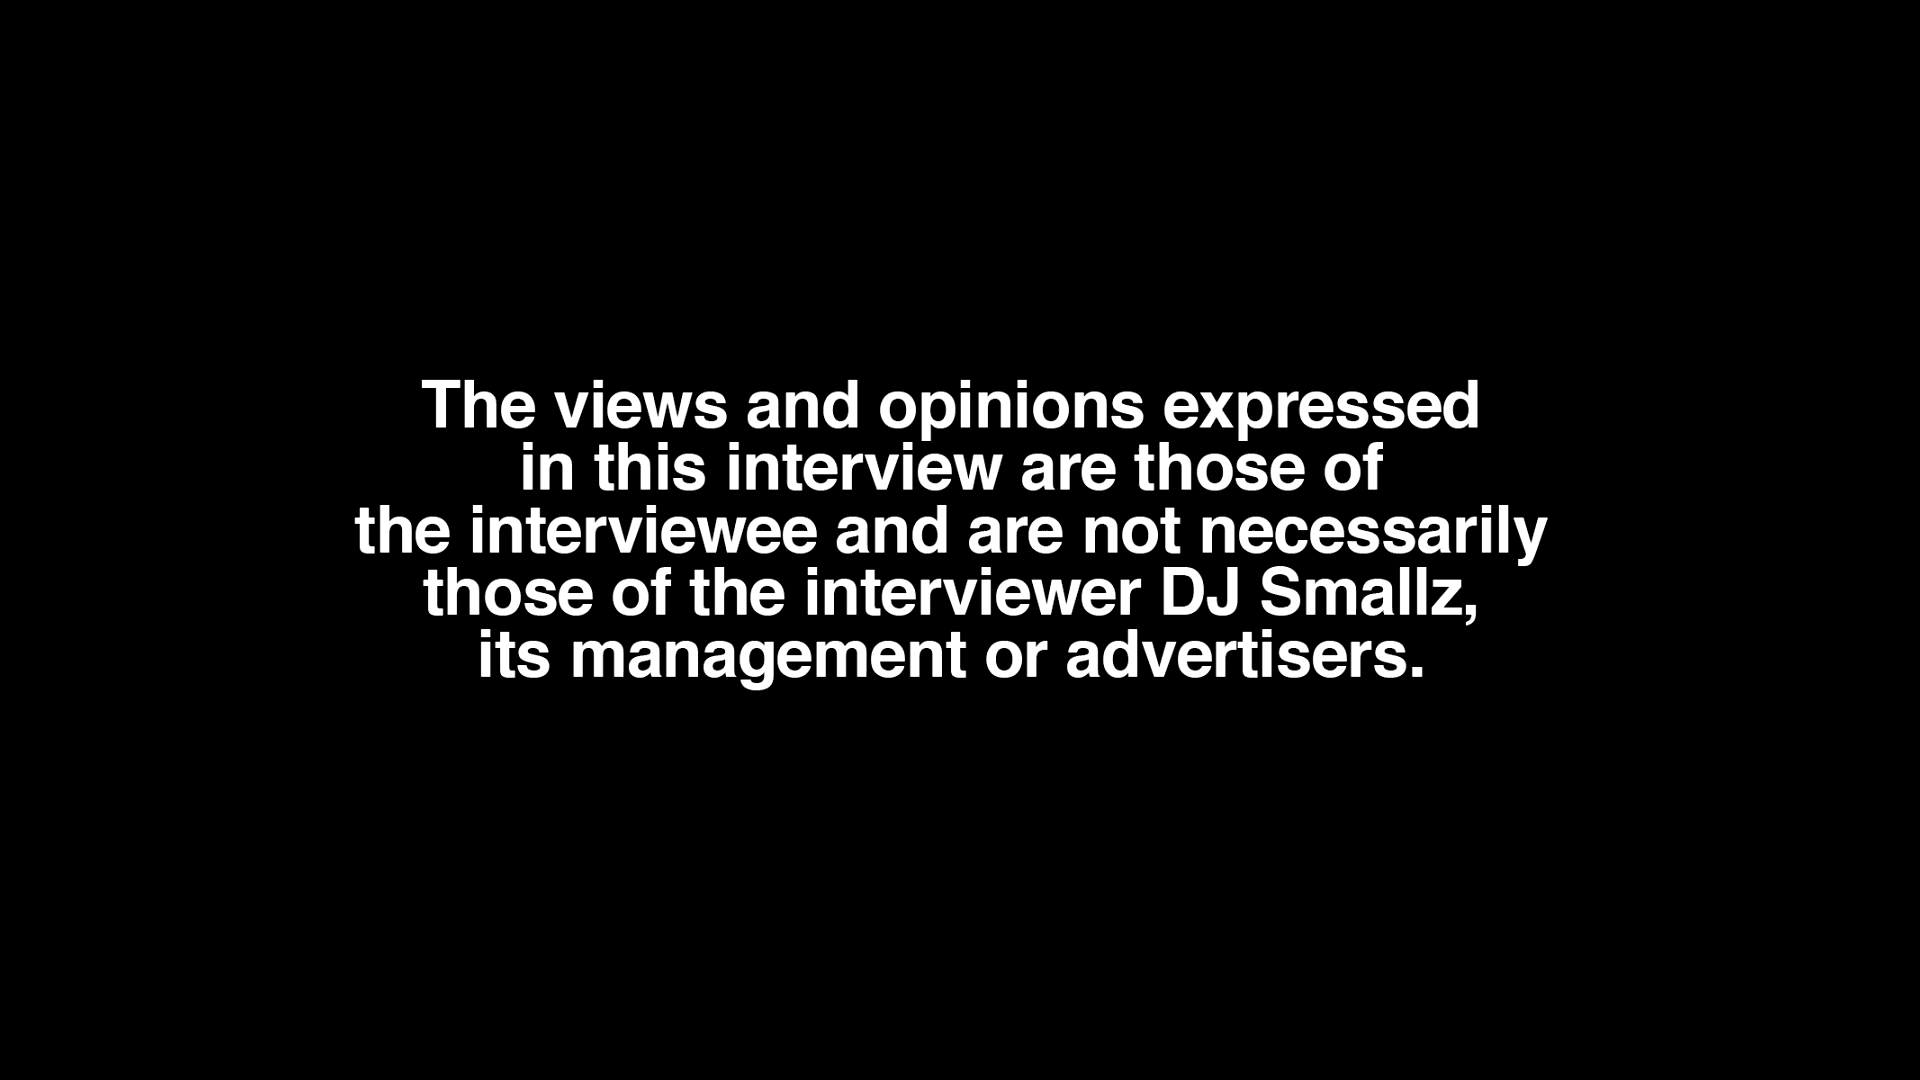 The views and opinions expressed
in this interview are those of
the interviewee and are not necessarily
those of the interviewer DJ Smallz,
its management or advertisers.